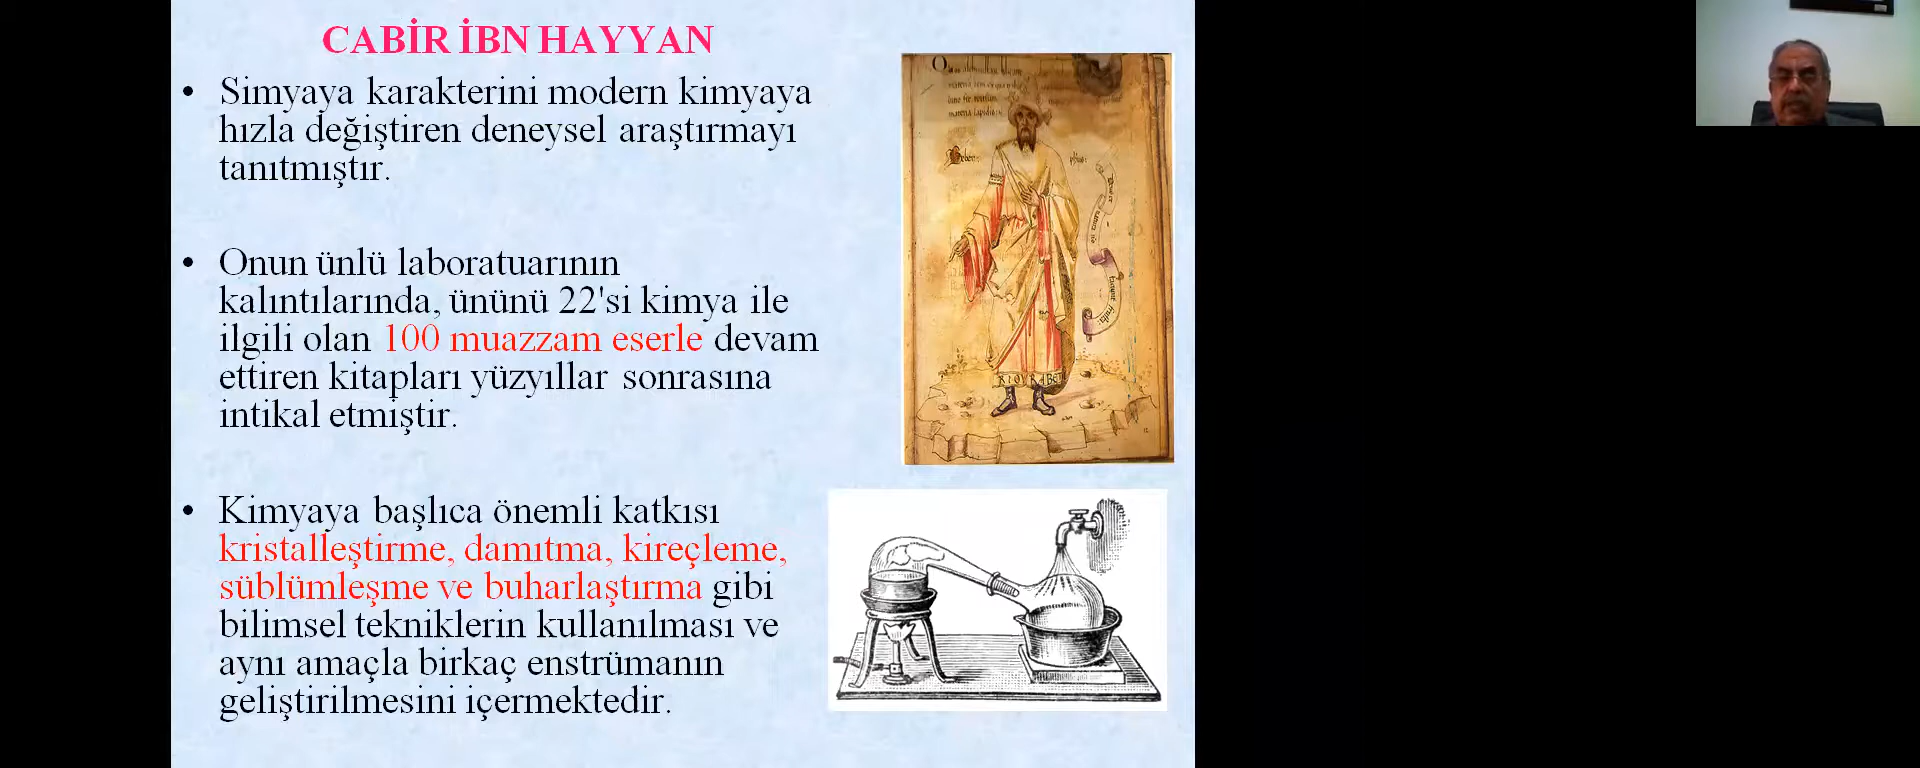 CABİR İBN HAYYAN
• Simyaya karakterini modern kimyaya
hızla değiştiren deneysel araştırmayı
tanıtmıştır.
• Onun ünlü laboratuarının
kalıntılarında, ününü 22'si kimya ile
ilgili olan 100 muazzam eserle devam
ettiren kitapları yüzyıllar sonrasına
intikal etmiştir.
• Kimyaya başlıca önemli katkısı
kristalleştirme, damıtma, kireçleme,
süblümleşme ve buharlaştırma gibi
bilimsel tekniklerin kullanılması ve
aynı amaçla birkaç enstrümanın
geliştirilmesini içermektedir.